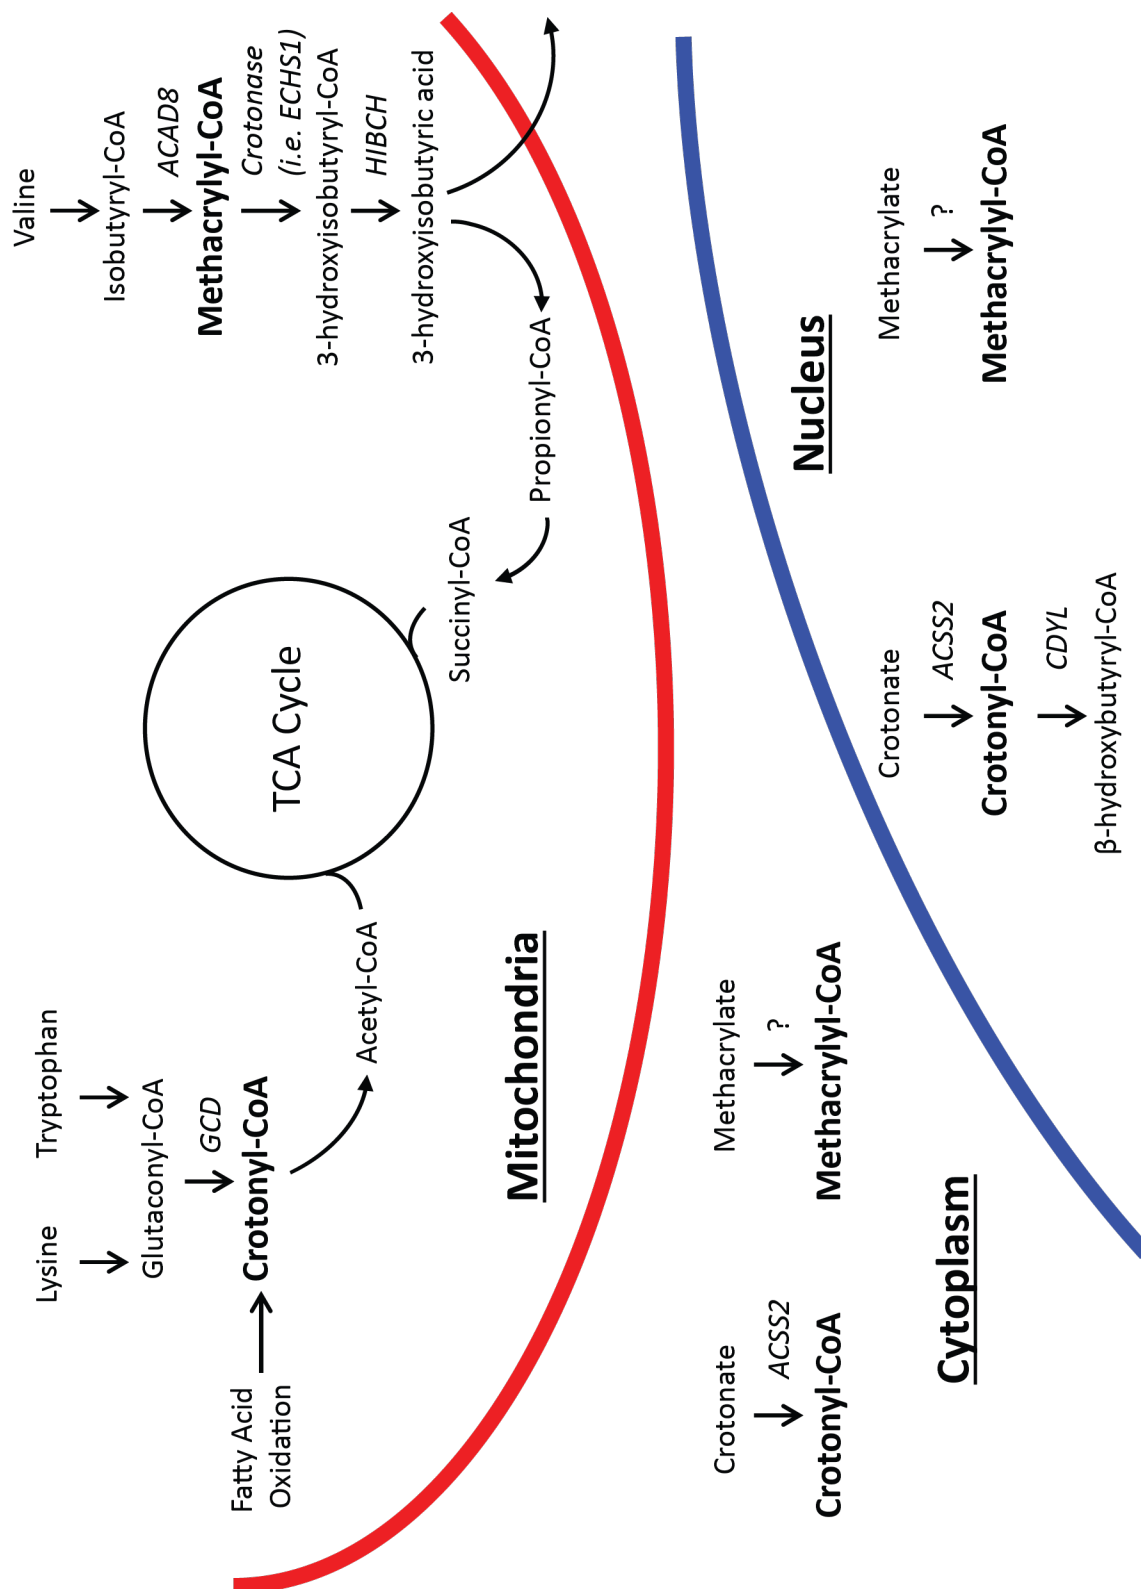 Lysine
Tryptophan
Glutaconyl-CoA
GCD
Fatty Acid
Oxidation
Crotonyl-CoA
Acetyl-CoA
TCA Cycle
Succinyl-CoA
Propionyl-CoA
Valine
Isobutyryl-CoA
ACAD8
Methacrylyl-CoA
Crotonase
(i.e. ECHS1)
3-hydroxyisobutyryl-CoA
HIBCH
3-hydroxyisobutyric acid
Mitochondria
Crotonate
ACSS2
Crotonyl-CoA
Methacrylate
?
Methacrylyl-CoA
Cytoplasm
Nucleus
Crotonate
ACSS2
Crotonyl-CoA
CDYL
β-hydroxybutyryl-CoA
Methacrylate
?
Methacrylyl-CoA